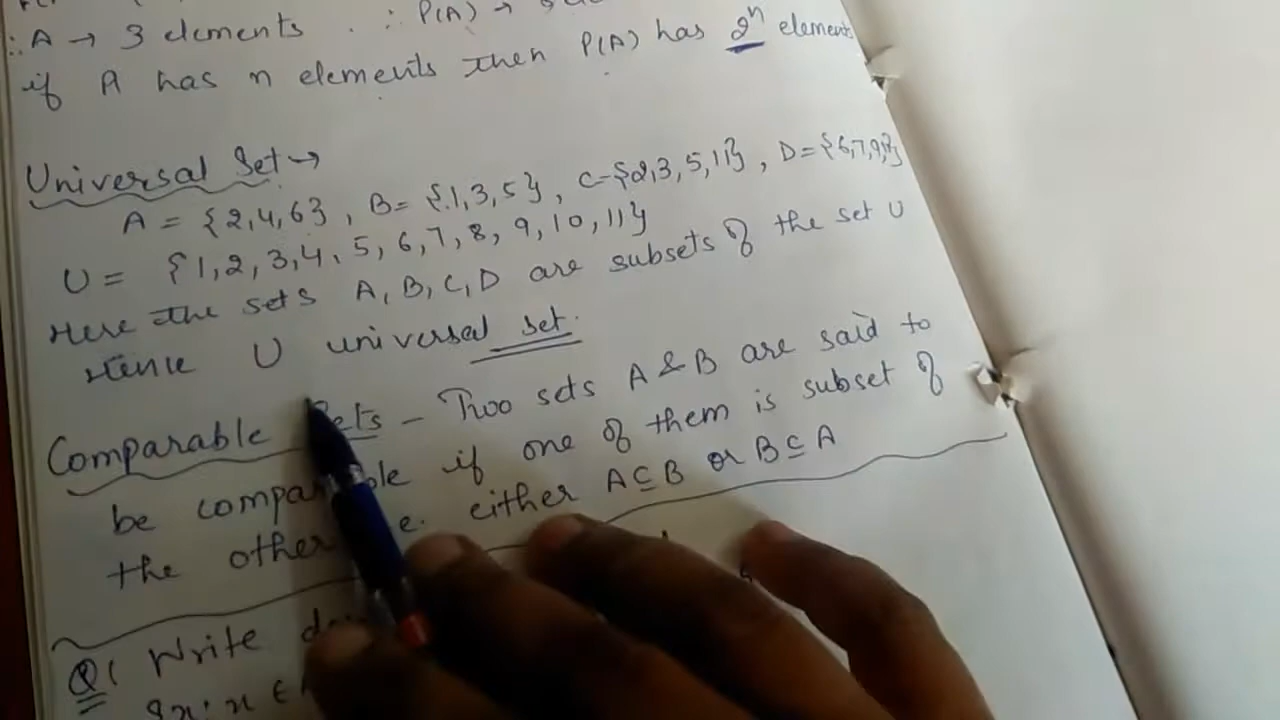 ∴ A → 3 elements . ∴ P(A) →
if A has n elements then P(A) has 2ⁿ elements
Universal Set →
A = {2,4,6} , B = {1,3,5} , C = {2,3,5,11} , D = {6,7,9}
U = {1,2,3,4,5,6,7,8,9,10,11}
Here the sets A, B, C, D are subsets of the set U
Hence U universal set.
Comparable Sets - Two sets A & B are said to
be comparable if one of them is subset of
the other e. either A ⊆ B or B ⊆ A
Q( Write
{x : x ∈